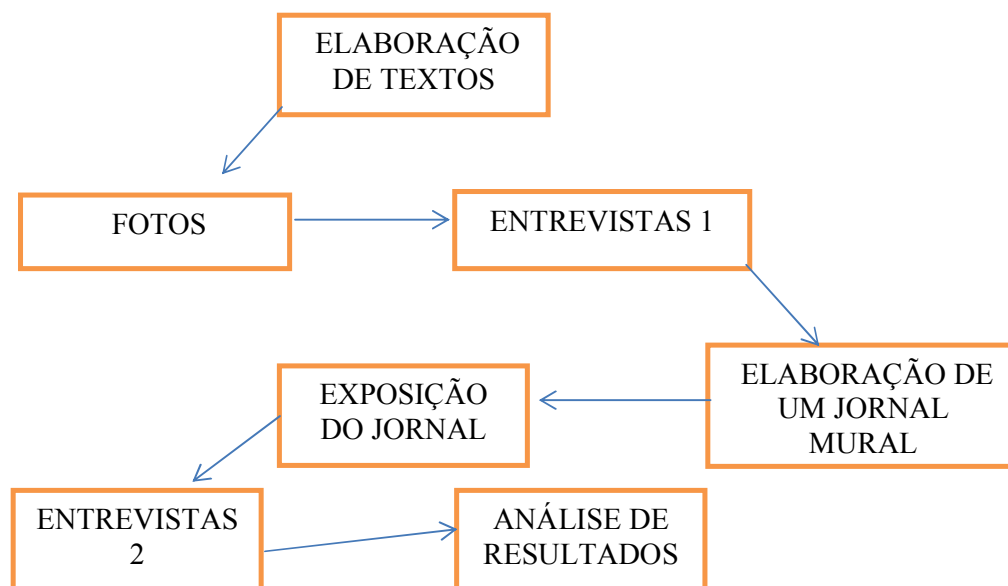 ELABORAÇÃO
DE TEXTOS
FOTOS
ENTREVISTAS 1
ELABORAÇÃO DE
UM JORNAL
MURAL
EXPOSIÇÃO
DO JORNAL
ENTREVISTAS
2
ANÁLISE DE
RESULTADOS